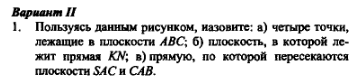 Вариант II
1. Пользуясь данным рисунком, назовите: а) четыре точки,
лежащие в плоскости ABC; б) плоскость, в которой ле-
жит прямая KN; в) прямую, по которой пересекаются
плоскости SAC и CAB.